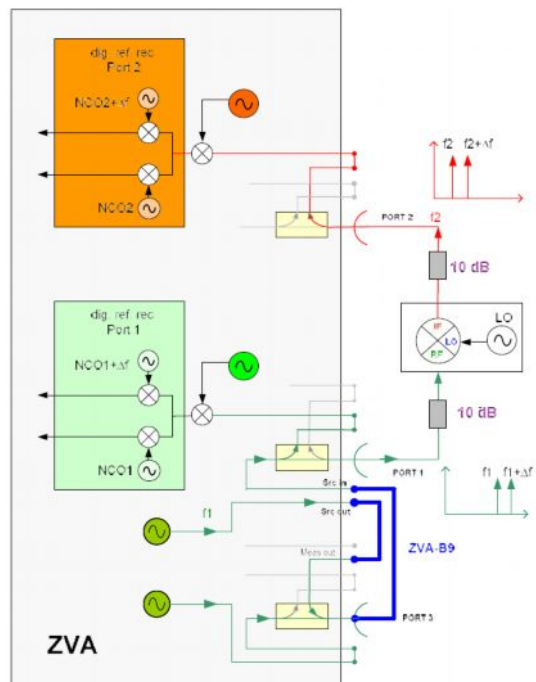 dig. ref. rec.
Port 2
NCO2+Δf
NCO2
f2
f2+Δf
PORT 2
f2
10 dB
LO
IF
LO
RF
dig. ref. rec.
Port 1
NCO1+Δf
NCO1
10 dB
PORT 1
f1
f1+Δf
Src in
f1
Src out
Meas out
ZVA-B9
PORT 3
ZVA